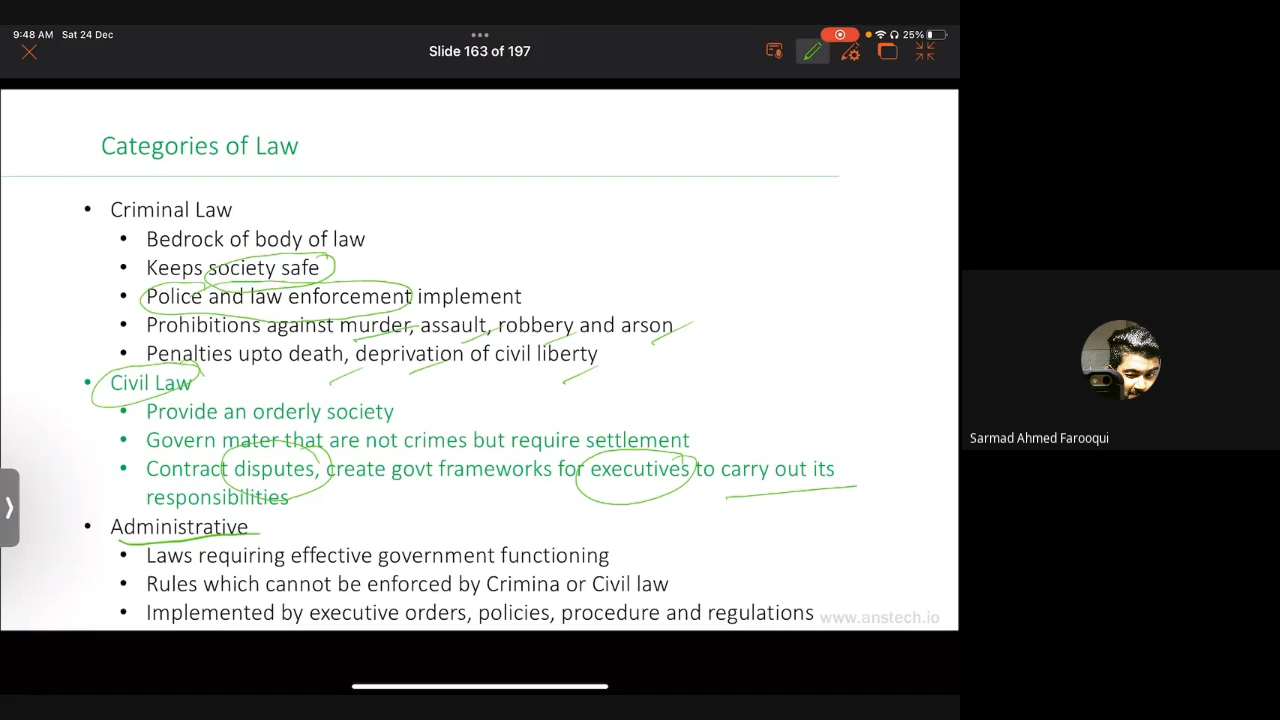 9:48 AM Sat 24 Dec
25%
Slide 163 of 197
Categories of Law
• Criminal Law
• Bedrock of body of law
• Keeps society safe
• Police and law enforcement implement
• Prohibitions against murder, assault, robbery and arson
• Penalties upto death, deprivation of civil liberty
• Civil Law
• Provide an orderly society
• Govern mater that are not crimes but require settlement
• Contract disputes, create govt frameworks for executives to carry out its
responsibilities
• Administrative
• Laws requiring effective government functioning
• Rules which cannot be enforced by Crimina or Civil law
• Implemented by executive orders, policies, procedure and regulations
www.anstech.io
Sarmad Ahmed Farooqui